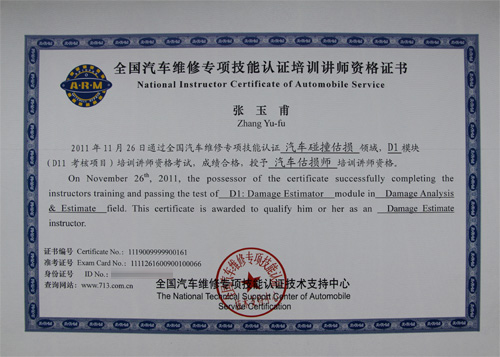 A·R·M
全国汽车维修专项技能认证培训讲师资格证书
National Instructor Certificate of Automobile Service
张 玉 甫
Zhang Yu-fu
2011年11月26日通过全国汽车维修专项技能认证 汽车碰撞估损 领域, D1模块
(D11 考核项目)培训讲师资格考试，成绩合格，授予 汽车估损师 培训讲师资格。
On November 26th, 2011, the possessor of the certificate successfully completing the
instructors training and passing the test of D1: Damage Estimator module in Damage Analysis
& Estimate field. This certificate is awarded to qualify him or her as an Damage Estimate
instructor.
证书编号 Certificate No.: 1119009999900161
准考证号 Exam Card No.: 1111261600900100066
身份证号 ID No.:
查询网站: www.713.com.cn
全国汽车维修专项技能认证技术支持中心
The National Technical Support Center of Automobile
Service Certification